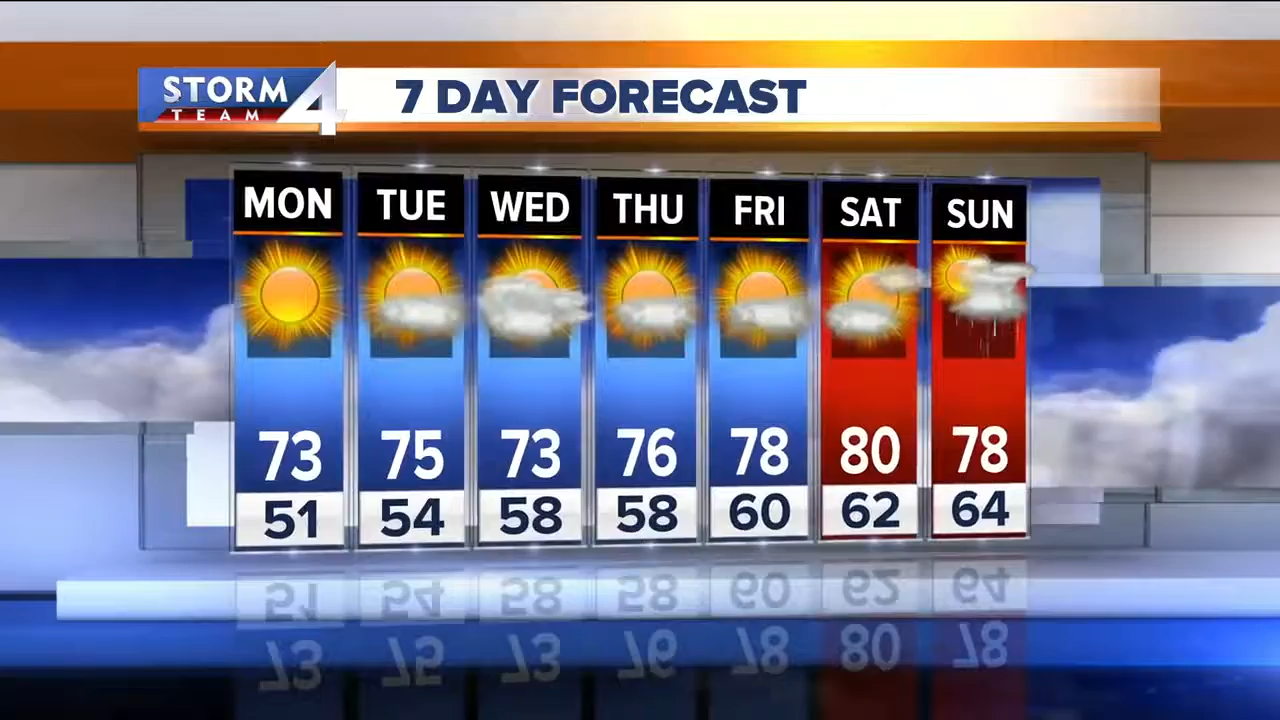 STORM
TEAM 4
7 DAY FORECAST
MON TUE WED THU FRI SAT SUN
73 75 73 76 78 80 78
51 54 58 58 60 62 64